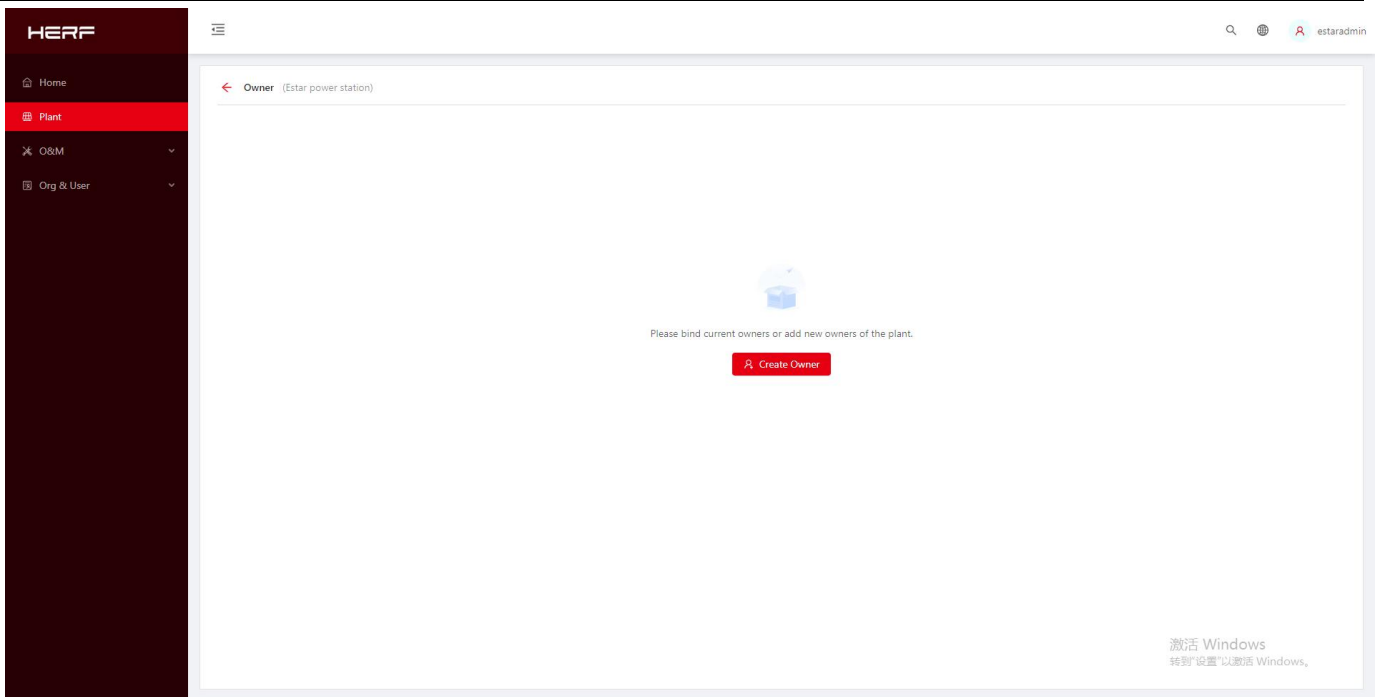 HERF
estaradmin
Home
Owner (Estar power station)
Plant
O&M
Org & User
Please bind current owners or add new owners of the plant.
Create Owner
激活 Windows
转到"设置"以激活 Windows。